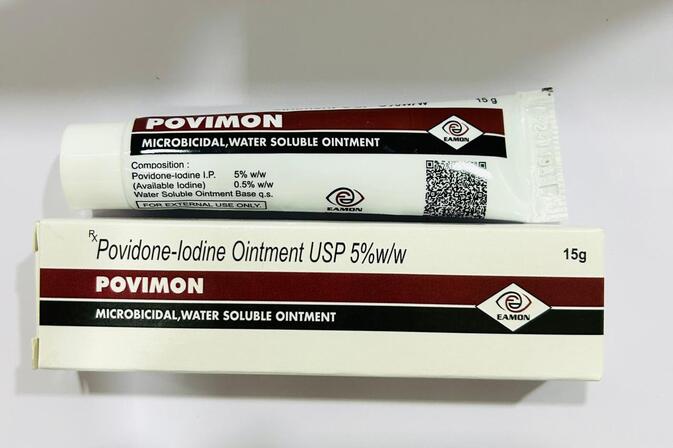 15 g
POVIMON
MICROBICIDAL,WATER SOLUBLE OINTMENT
EAMON
Composition :
Povidone-Iodine I.P. 5% w/w
(Available Iodine) 0.5% w/w
Water Soluble Ointment Base q.s.
FOR EXTERNAL USE ONLY.
EAMON
Rx Povidone-Iodine Ointment USP 5%w/w
15g
POVIMON
MICROBICIDAL,WATER SOLUBLE OINTMENT
EAMON